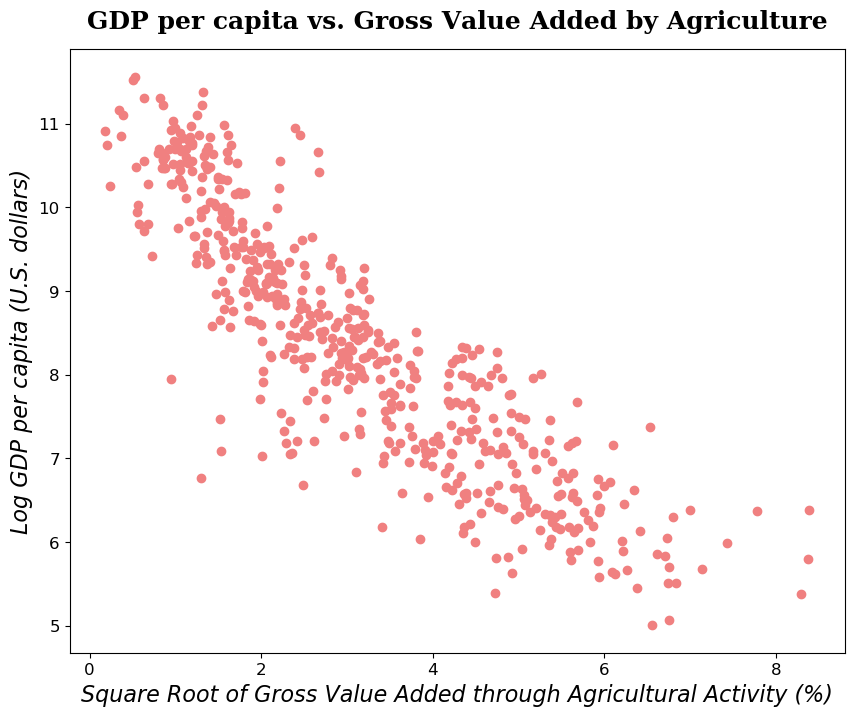 GDP per capita vs. Gross Value Added by Agriculture
Log GDP per capita (U.S. dollars)
11
10
9
8
7
6
5
0 2 4 6 8
Square Root of Gross Value Added through Agricultural Activity (%)